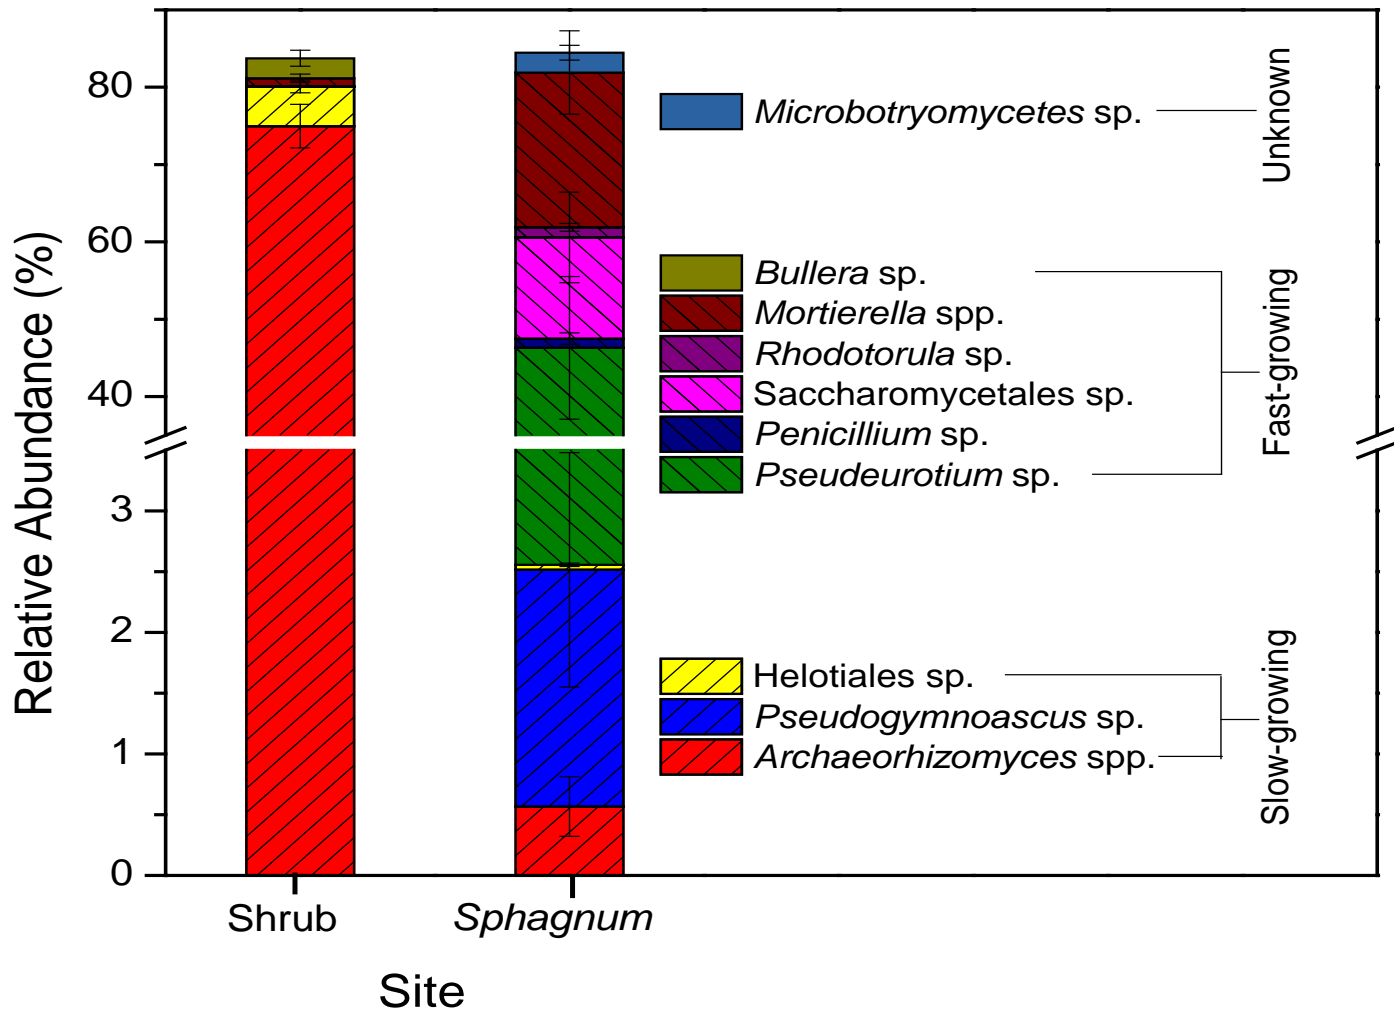 Relative Abundance (%)
80
60
40
3
2
1
0
Microbotryomycetes sp.
Unknown
Bullera sp.
Mortierella spp.
Rhodotorula sp.
Saccharomycetales sp.
Penicillium sp.
Pseudeurotium sp.
Fast-growing
Helotiales sp.
Pseudogymnoascus sp.
Archaeorhizomyces spp.
Slow-growing
Shrub
Sphagnum
Site